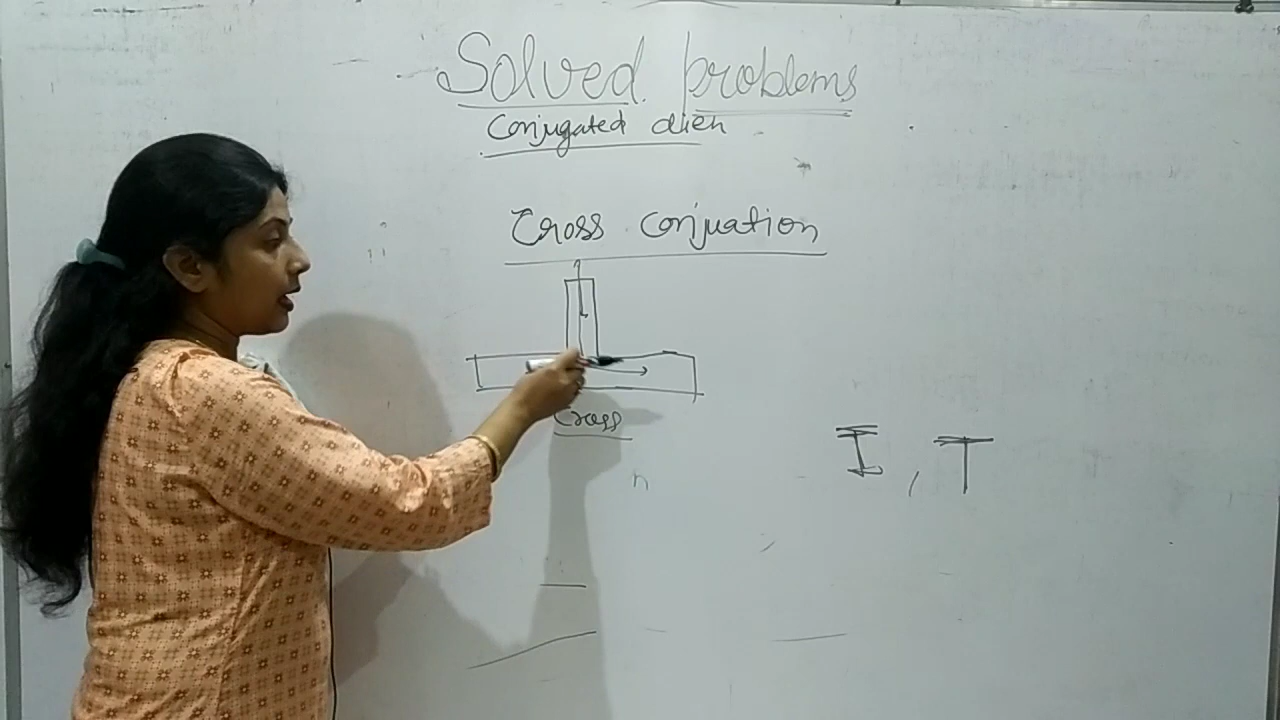 Solved problems
Conjugated dien
Cross conjuation
Cross
I , T
n